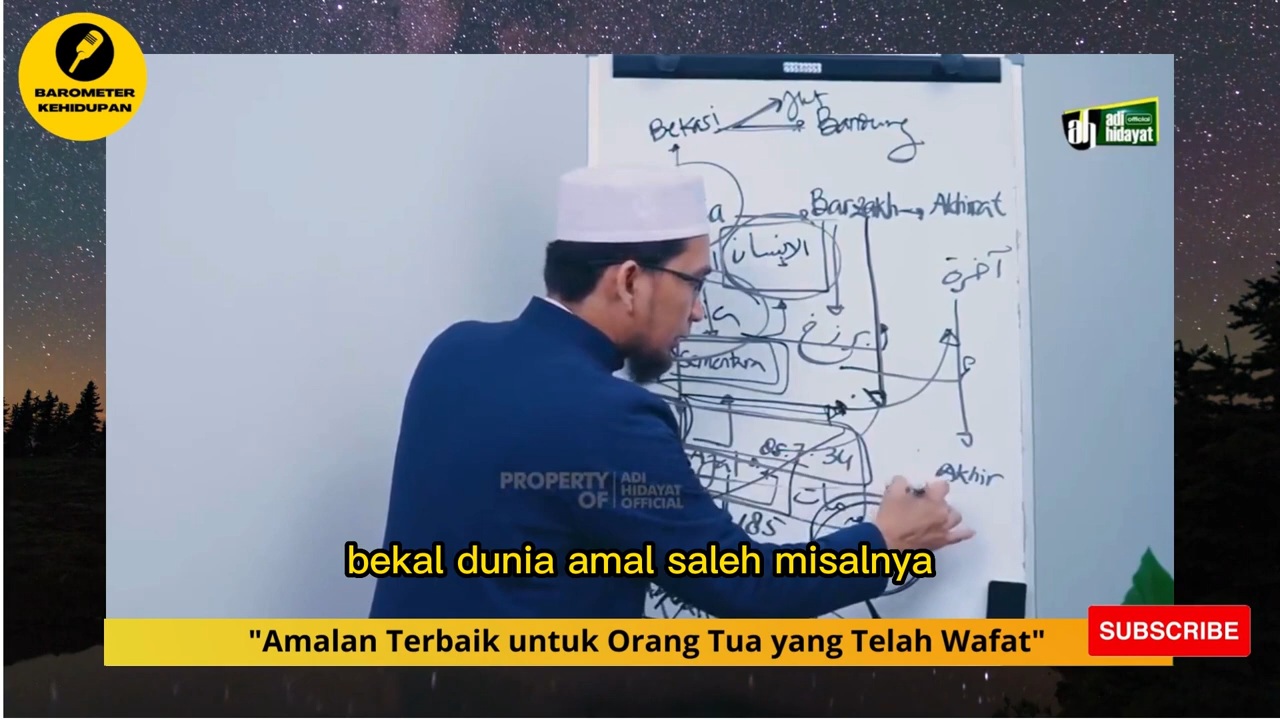 BAROMETER
KEHIDUPAN
adi
official
hidayat
Bekasi
Bandung
Barzakh → Akhirat
الإنسان
آخرة
برزخ
Sementara
34
Akhir
185
PROPERTY OF
ADI HIDAYAT OFFICIAL
bekal dunia amal saleh misalnya
"Amalan Terbaik untuk Orang Tua yang Telah Wafat"
SUBSCRIBE